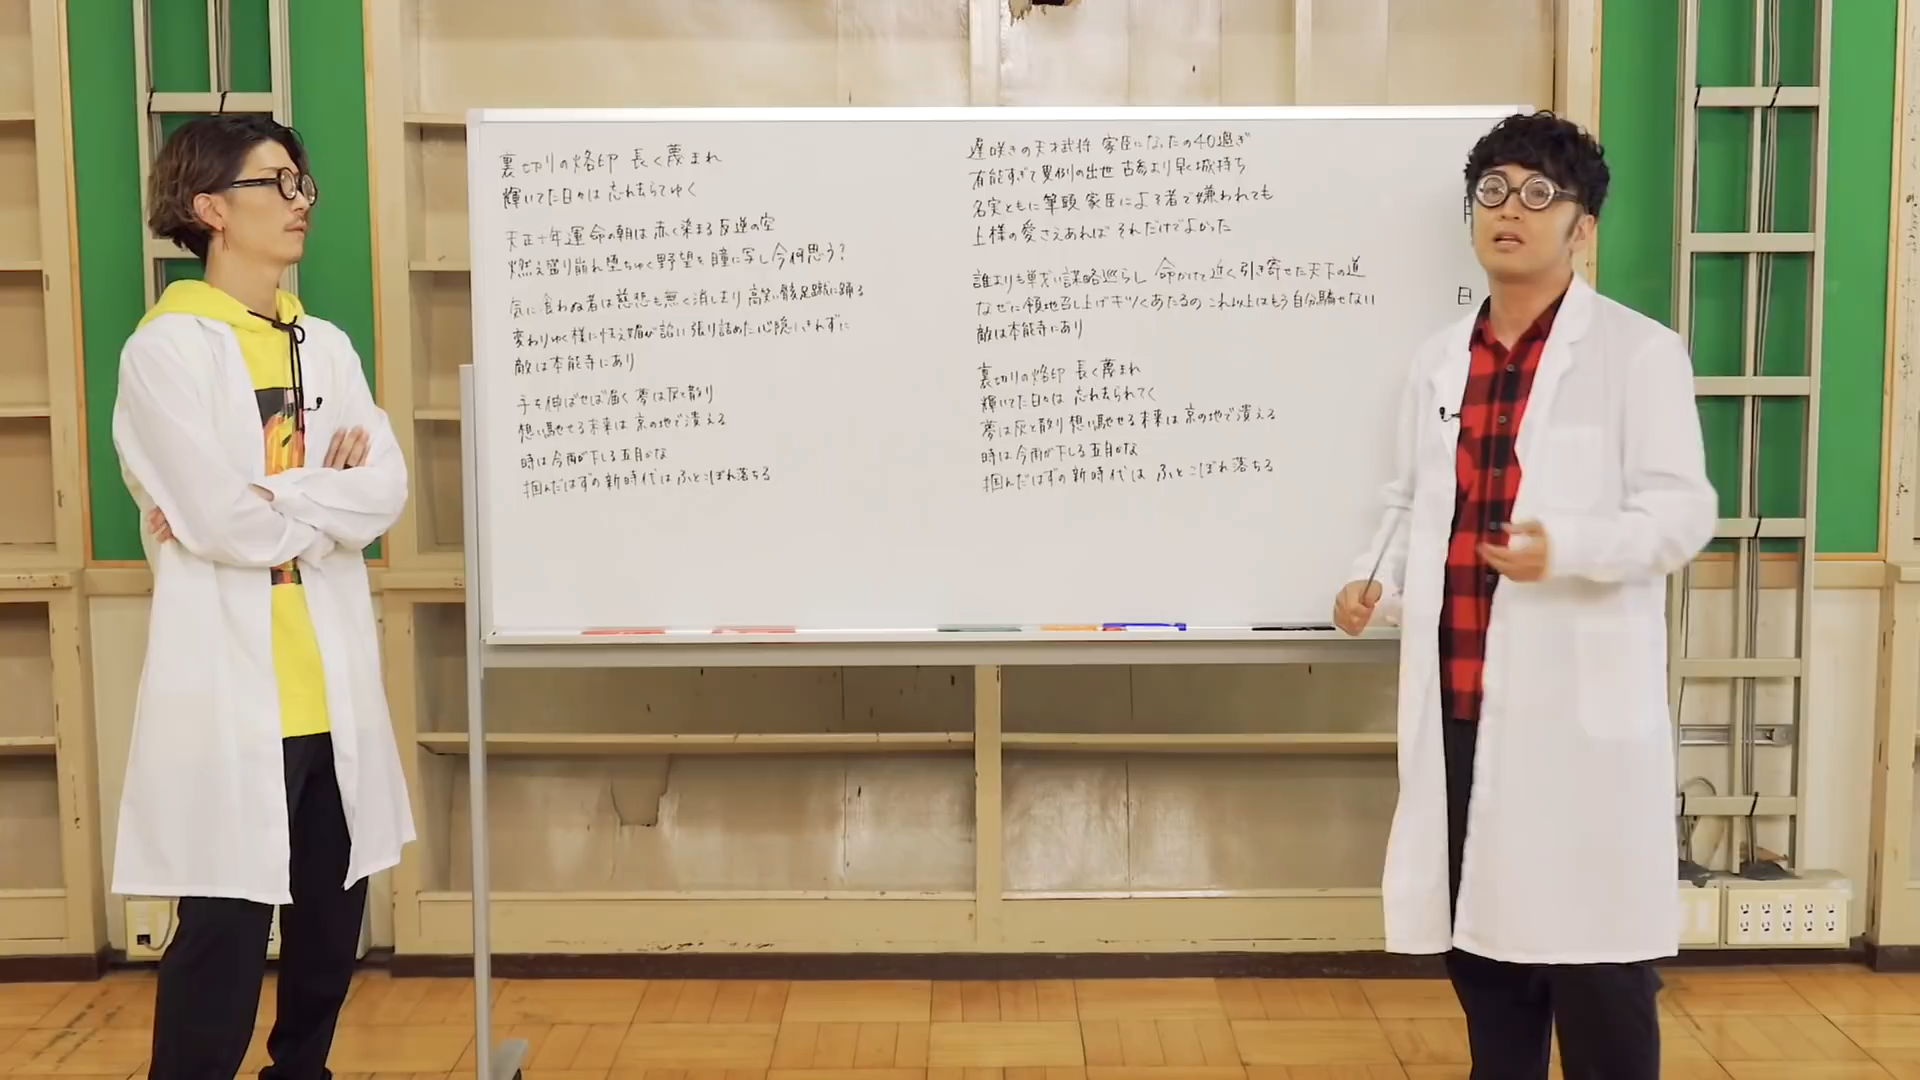 裏切りの烙印 長く蔑まれ
輝いてた日々は 忘れ去られてゆく
天正十年運命の朝は 赤く染まる反逆の空
燃え盛り崩れ堕ちゆく野望を 瞳に写し今何思う?
気に食わぬ者は慈悲も無く消しさり 高笑い骸足蹴に踊る
変わりゆく様に怯え媚び諂い 張り詰めた心隠しきれずに
敵は本能寺にあり
手を伸ばせば届く 夢は灰と散り
想い馳せる未来は 京の地で潰える
時は今雨が下しる五月かな
掴んだはずの新時代は ふとこぼれ落ちる
遅咲きの天才武将 家臣になったの40過ぎ
有能すぎて異例の出世 古参より早く城持ち
名実ともに筆頭 家臣による者で嫌われても
上様の愛さえあれば それだけでよかった
誰よりも 謀略巡らし 命かけて近く引き寄せた天下の道
なぜに領地召し上げキツくあたるの これ以上はもう自分騙せない
敵は本能寺にあり
裏切りの烙印 長く蔑まれ
輝いてた日々は 忘れ去られてく
夢は灰と散り 想い馳せる未来は 京の地で潰える
時は今雨が下しる五月かな
掴んだはずの新時代は ふとこぼれ落ちる
日